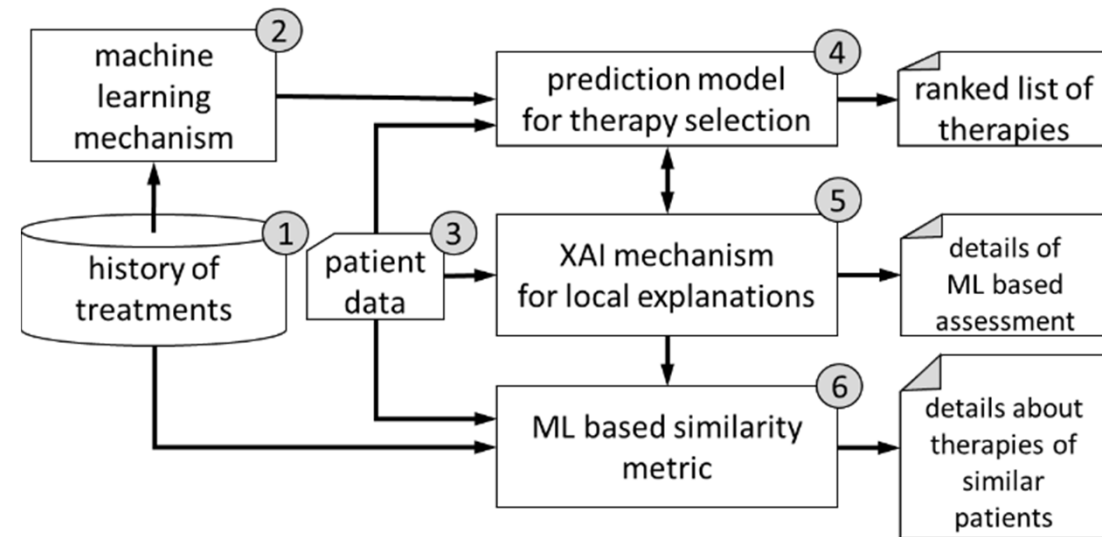 2
machine
learning
mechanism
4
prediction model
for therapy selection
ranked list of
therapies
1
history of
treatments
3
patient
data
5
XAI mechanism
for local explanations
details of
ML based
assessment
6
ML based similarity
metric
details about
therapies of
similar
patients